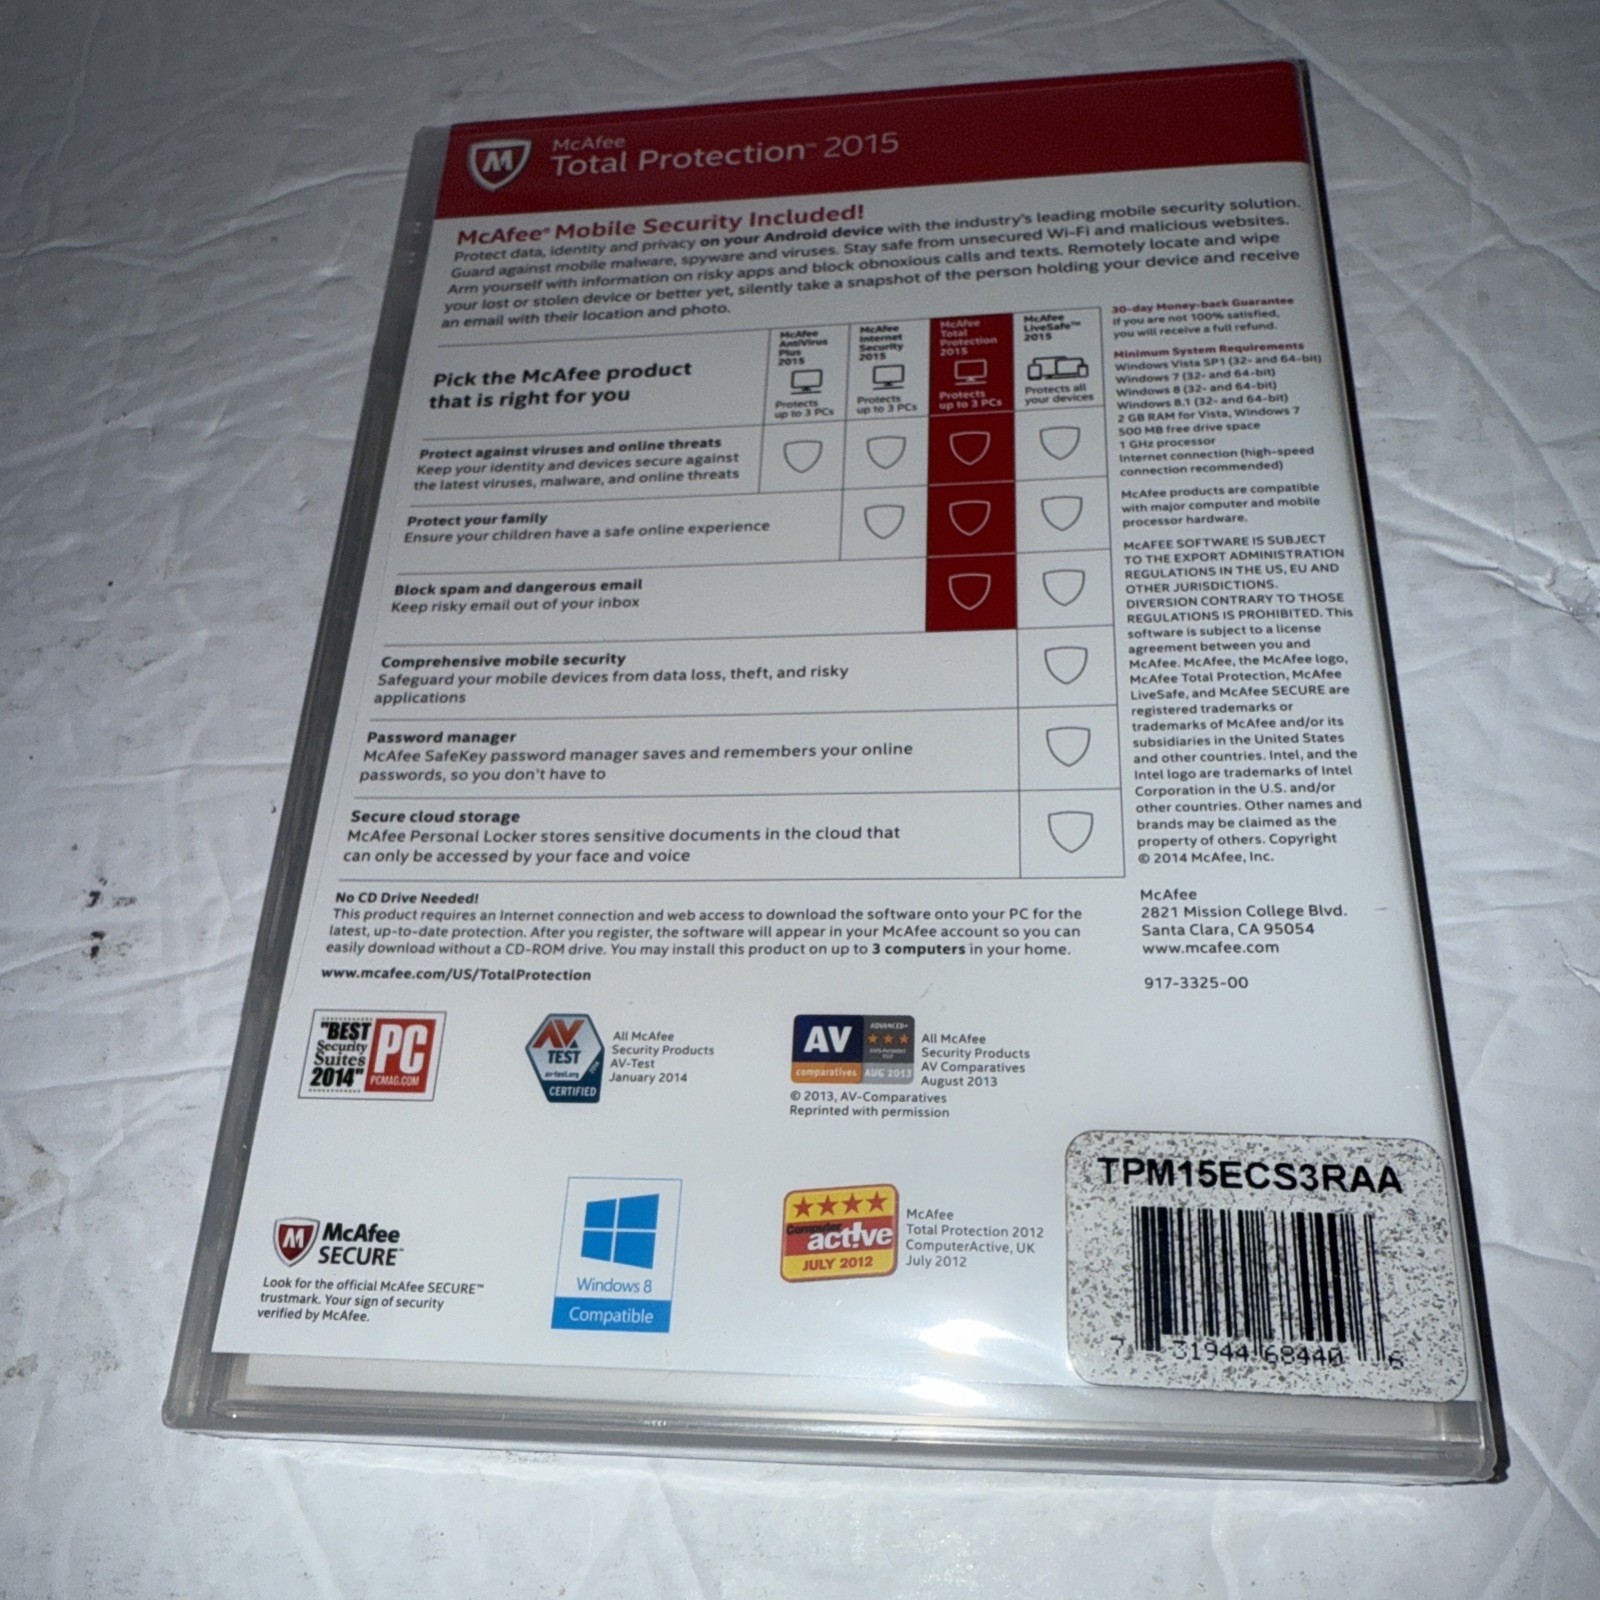 McAfee
Total Protection™ 2015
McAfee® Mobile Security Included!
Protect data, identity and privacy on your Android device with the industry's leading mobile security solution.
Guard against mobile malware, spyware and viruses. Stay safe from unsecured Wi-Fi and malicious websites.
Arm yourself with information on risky apps and block obnoxious calls and texts. Remotely locate and wipe
your lost or stolen device or better yet, silently take a snapshot of the person holding your device and receive
an email with their location and photo.
Pick the McAfee product
that is right for you
McAfee
AntiVirus
Plus
2015
Protects
up to 3 PCs
McAfee
Internet
Security
2015
Protects
up to 3 PCs
McAfee
Total
Protection
2015
Protects
up to 3 PCs
McAfee
LiveSafe™
2015
Protects all
your devices
Protect against viruses and online threats
Keep your identity and devices secure against
the latest viruses, malware, and online threats
Protect your family
Ensure your children have a safe online experience
Block spam and dangerous email
Keep risky email out of your inbox
Comprehensive mobile security
Safeguard your mobile devices from data loss, theft, and risky
applications
Password manager
McAfee SafeKey password manager saves and remembers your online
passwords, so you don't have to
Secure cloud storage
McAfee Personal Locker stores sensitive documents in the cloud that
can only be accessed by your face and voice
30-day Money-back Guarantee
If you are not 100% satisfied,
you will receive a full refund.
Minimum System Requirements
Windows Vista SP1 (32- and 64-bit)
Windows 7 (32- and 64-bit)
Windows 8 (32- and 64-bit)
Windows 8.1 (32- and 64-bit)
2 GB RAM for Vista, Windows 7
500 MB free drive space
1 GHz processor
Internet connection (high-speed
connection recommended)
McAfee products are compatible
with major computer and mobile
processor hardware.
McAFEE SOFTWARE IS SUBJECT
TO THE EXPORT ADMINISTRATION
REGULATIONS IN THE US, EU AND
OTHER JURISDICTIONS.
DIVERSION CONTRARY TO THOSE
REGULATIONS IS PROHIBITED. This
software is subject to a license
agreement between you and
McAfee. McAfee, the McAfee logo,
McAfee Total Protection, McAfee
LiveSafe, and McAfee SECURE are
registered trademarks or
trademarks of McAfee and/or its
subsidiaries in the United States
and other countries. Intel, and the
Intel logo are trademarks of Intel
Corporation in the U.S. and/or
other countries. Other names and
brands may be claimed as the
property of others. Copyright
© 2014 McAfee, Inc.
McAfee
2821 Mission College Blvd.
Santa Clara, CA 95054
www.mcafee.com
917-3325-00
No CD Drive Needed!
This product requires an Internet connection and web access to download the software onto your PC for the
latest, up-to-date protection. After you register, the software will appear in your McAfee account so you can
easily download without a CD-ROM drive. You may install this product on up to 3 computers in your home.
www.mcafee.com/US/TotalProtection
"BEST
Security
Suites
2014"
PC
PCMAG.COM
AV
TEST
av-test.org
CERTIFIED
All McAfee
Security Products
AV-Test
January 2014
AV
comparatives
ADVANCED+
AUG 2013
All McAfee
Security Products
AV Comparatives
August 2013
© 2013, AV-Comparatives
Reprinted with permission
McAfee
SECURE™
Look for the official McAfee SECURE™
trustmark. Your sign of security
verified by McAfee.
Windows 8
Compatible
Computer
act!ve
JULY 2012
McAfee
Total Protection 2012
ComputerActive, UK
July 2012
TPM15ECS3RAA
7 31944 68440 6